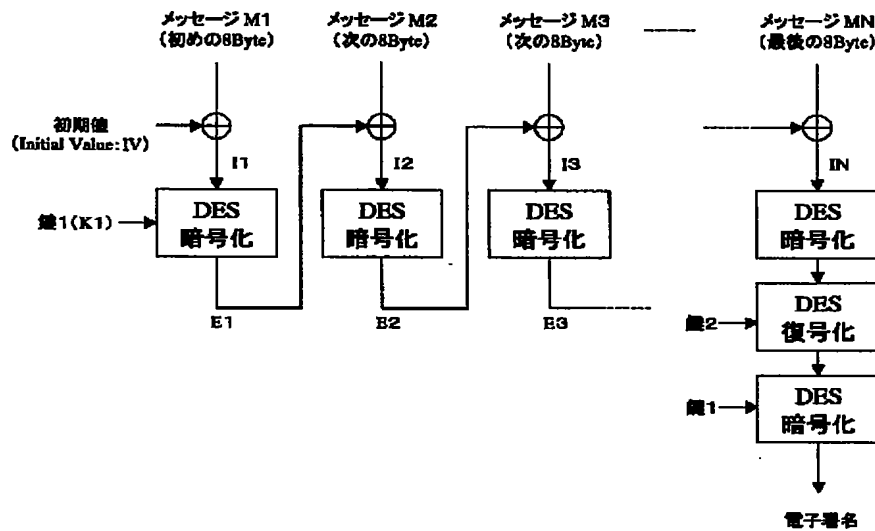 メッセージ M1
(初めの8Byte)
メッセージ M2
(次の8Byte)
メッセージ M3
(次の8Byte)
メッセージ MN
(最後の8Byte)
初期値
(Initial Value:IV)
I1
I2
I3
IN
鍵1(K1)
DES
暗号化
DES
暗号化
DES
暗号化
DES
暗号化
E1
E2
E3
鍵2
DES
復号化
鍵1
DES
暗号化
電子署名